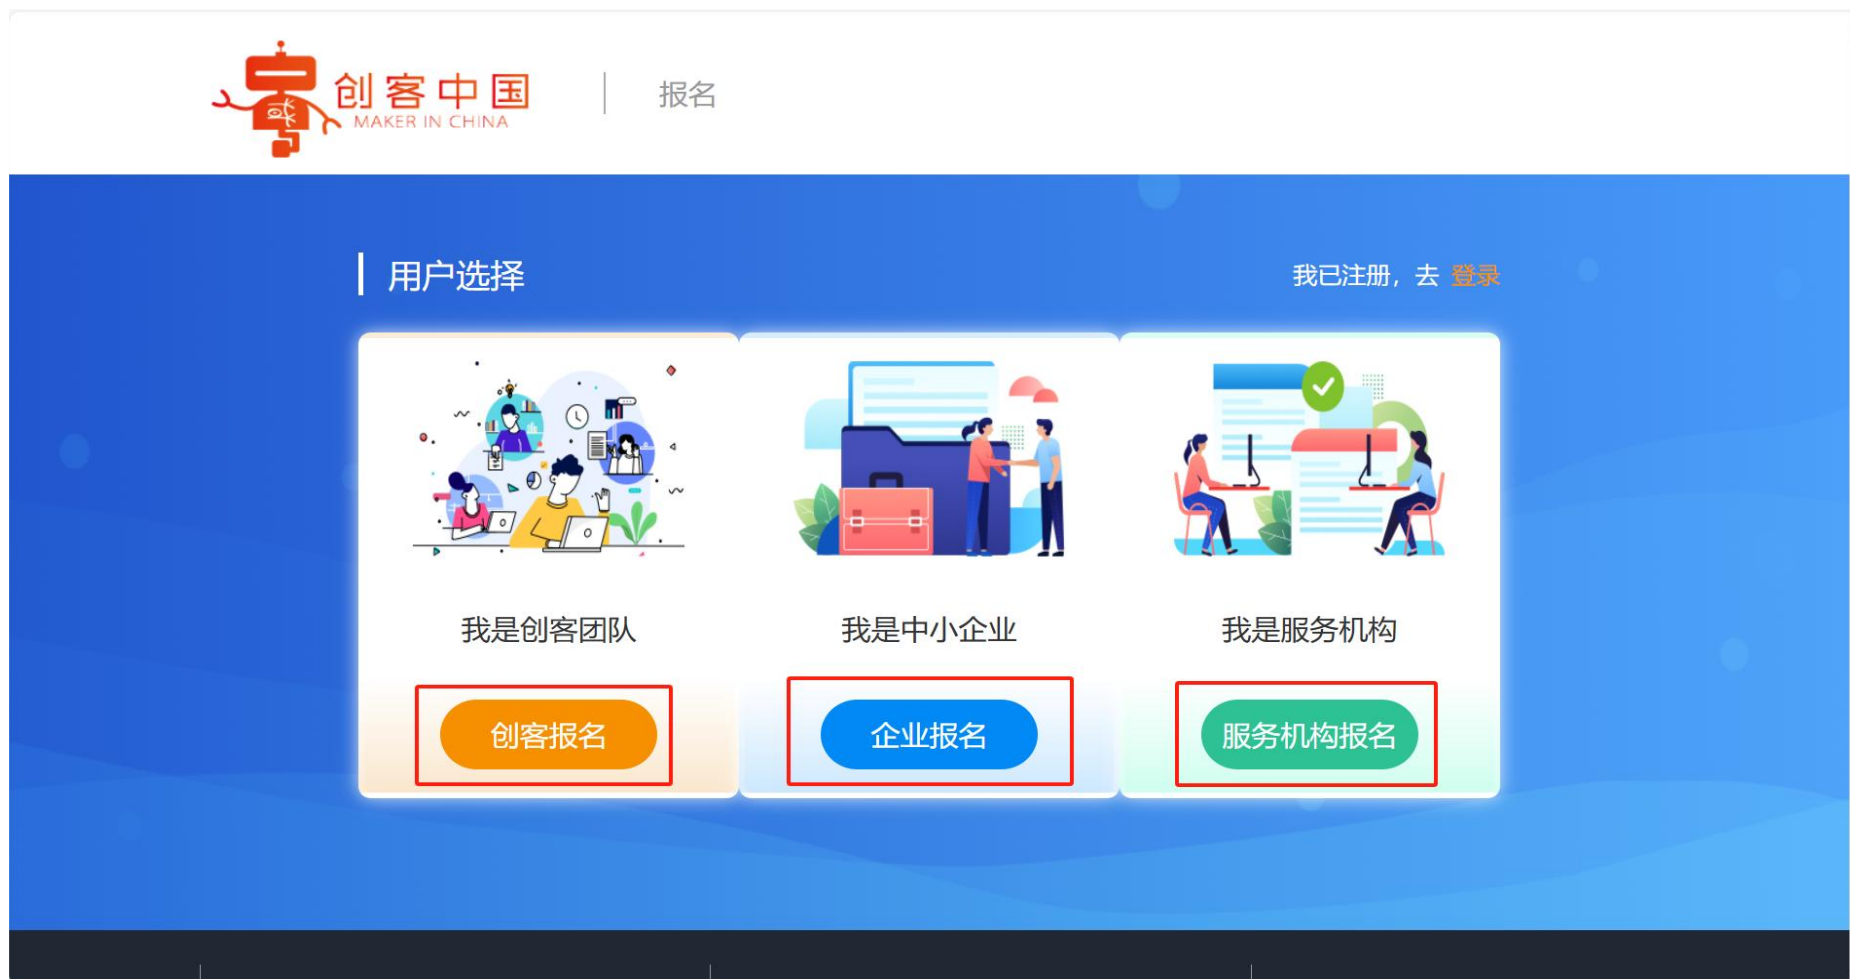 创客中国
MAKER IN CHINA
报名
用户选择
我已注册，去 登录
我是创客团队
我是中小企业
我是服务机构
创客报名
企业报名
服务机构报名